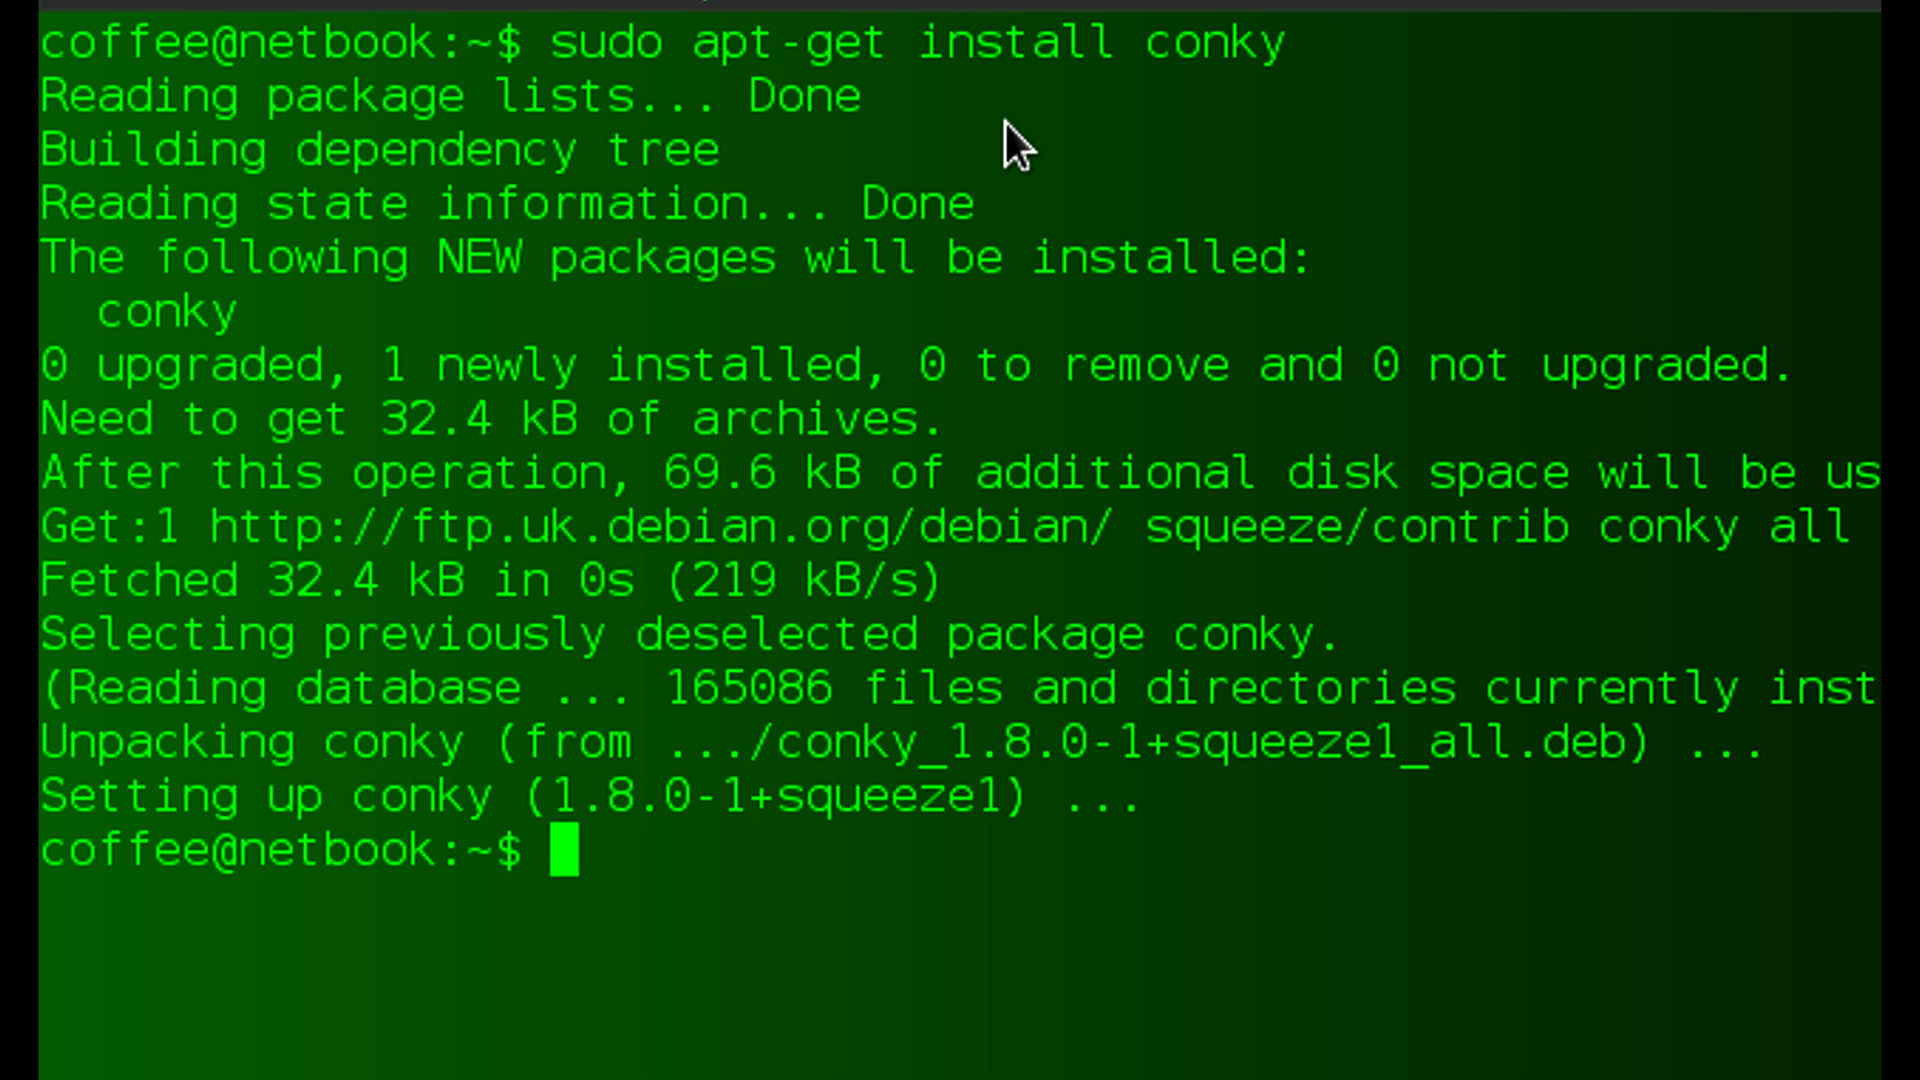 coffee@netbook:~$ sudo apt-get install conky
Reading package lists... Done
Building dependency tree
Reading state information... Done
The following NEW packages will be installed:
  conky
0 upgraded, 1 newly installed, 0 to remove and 0 not upgraded.
Need to get 32.4 kB of archives.
After this operation, 69.6 kB of additional disk space will be us
Get:1 http://ftp.uk.debian.org/debian/ squeeze/contrib conky all
Fetched 32.4 kB in 0s (219 kB/s)
Selecting previously deselected package conky.
(Reading database ... 165086 files and directories currently inst
Unpacking conky (from .../conky_1.8.0-1+squeeze1_all.deb) ...
Setting up conky (1.8.0-1+squeeze1) ...
coffee@netbook:~$